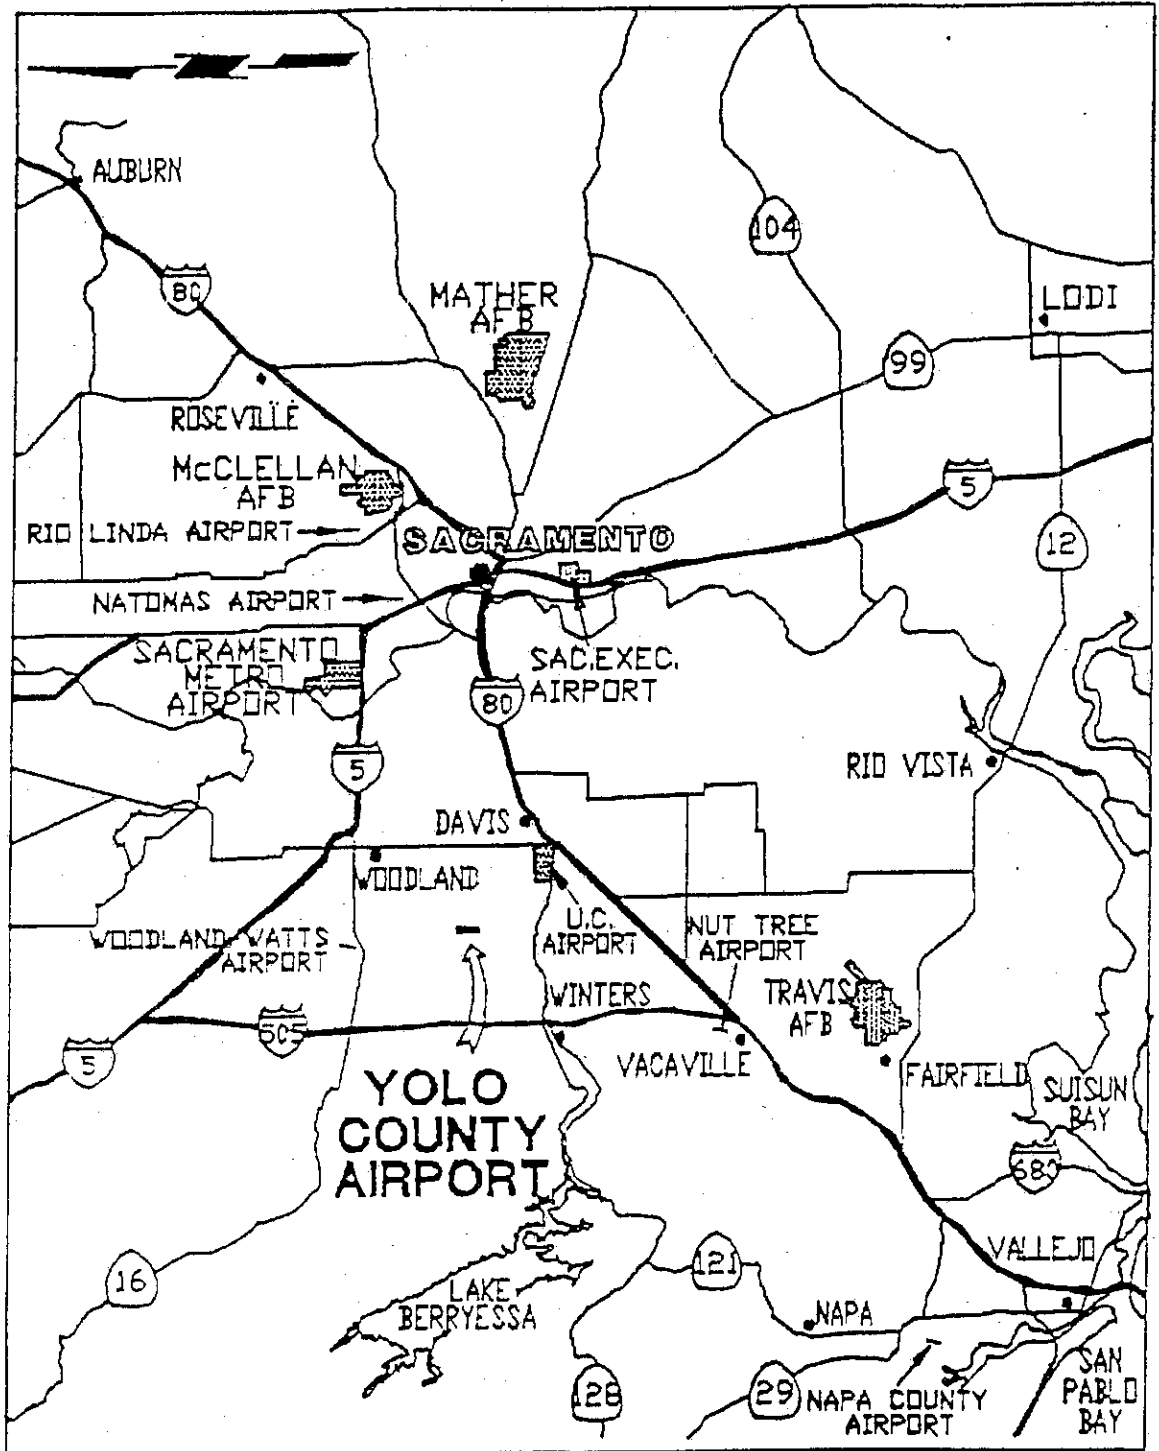 AUBURN
104
80
MATHER
AFB
LODI
99
ROSEVILLE
McCLELLAN
AFB
5
RIO LINDA AIRPORT
SACRAMENTO
12
NATOMAS AIRPORT
SACRAMENTO
METRO
AIRPORT
SAC.EXEC.
AIRPORT
80
5
RIO VISTA
DAVIS
WOODLAND
U.C.
AIRPORT
NUT TREE
AIRPORT
WOODLAND/WATTS
AIRPORT
WINTERS
TRAVIS
AFB
505
5
VACAVILLE
FAIRFIELD
SUISUN
BAY
YOLO
COUNTY
AIRPORT
680
VALLEJO
16
121
LAKE
BERRYESSA
NAPA
128
29
NAPA COUNTY
AIRPORT
SAN
PABLO
BAY